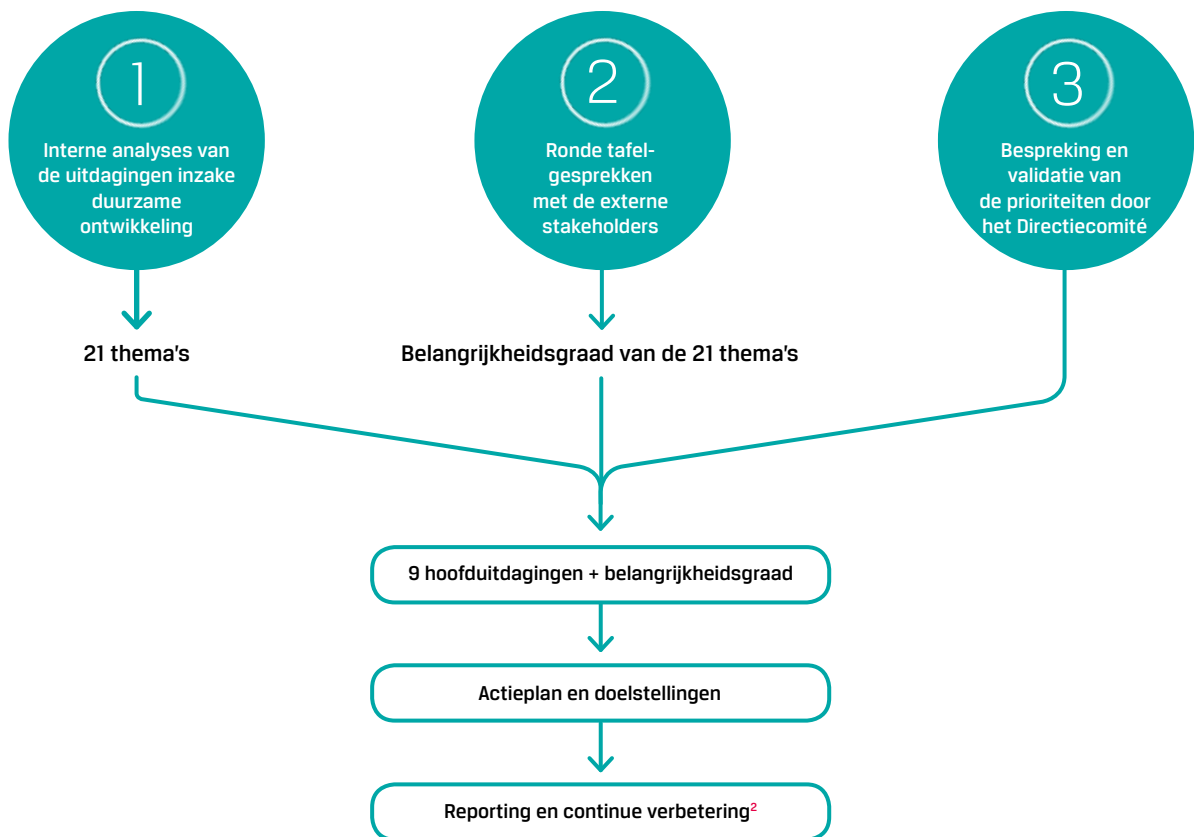 1
Interne analyses van
de uitdagingen inzake
duurzame
ontwikkeling
2
Ronde tafel-
gesprekken
met de externe
stakeholders
3
Bespreking en
validatie van
de prioriteiten door
het Directiecomité
21 thema's
Belangrijkheidsgraad van de 21 thema's
9 hoofduitdagingen + belangrijkheidsgraad
Actieplan en doelstellingen
Reporting en continue verbetering²